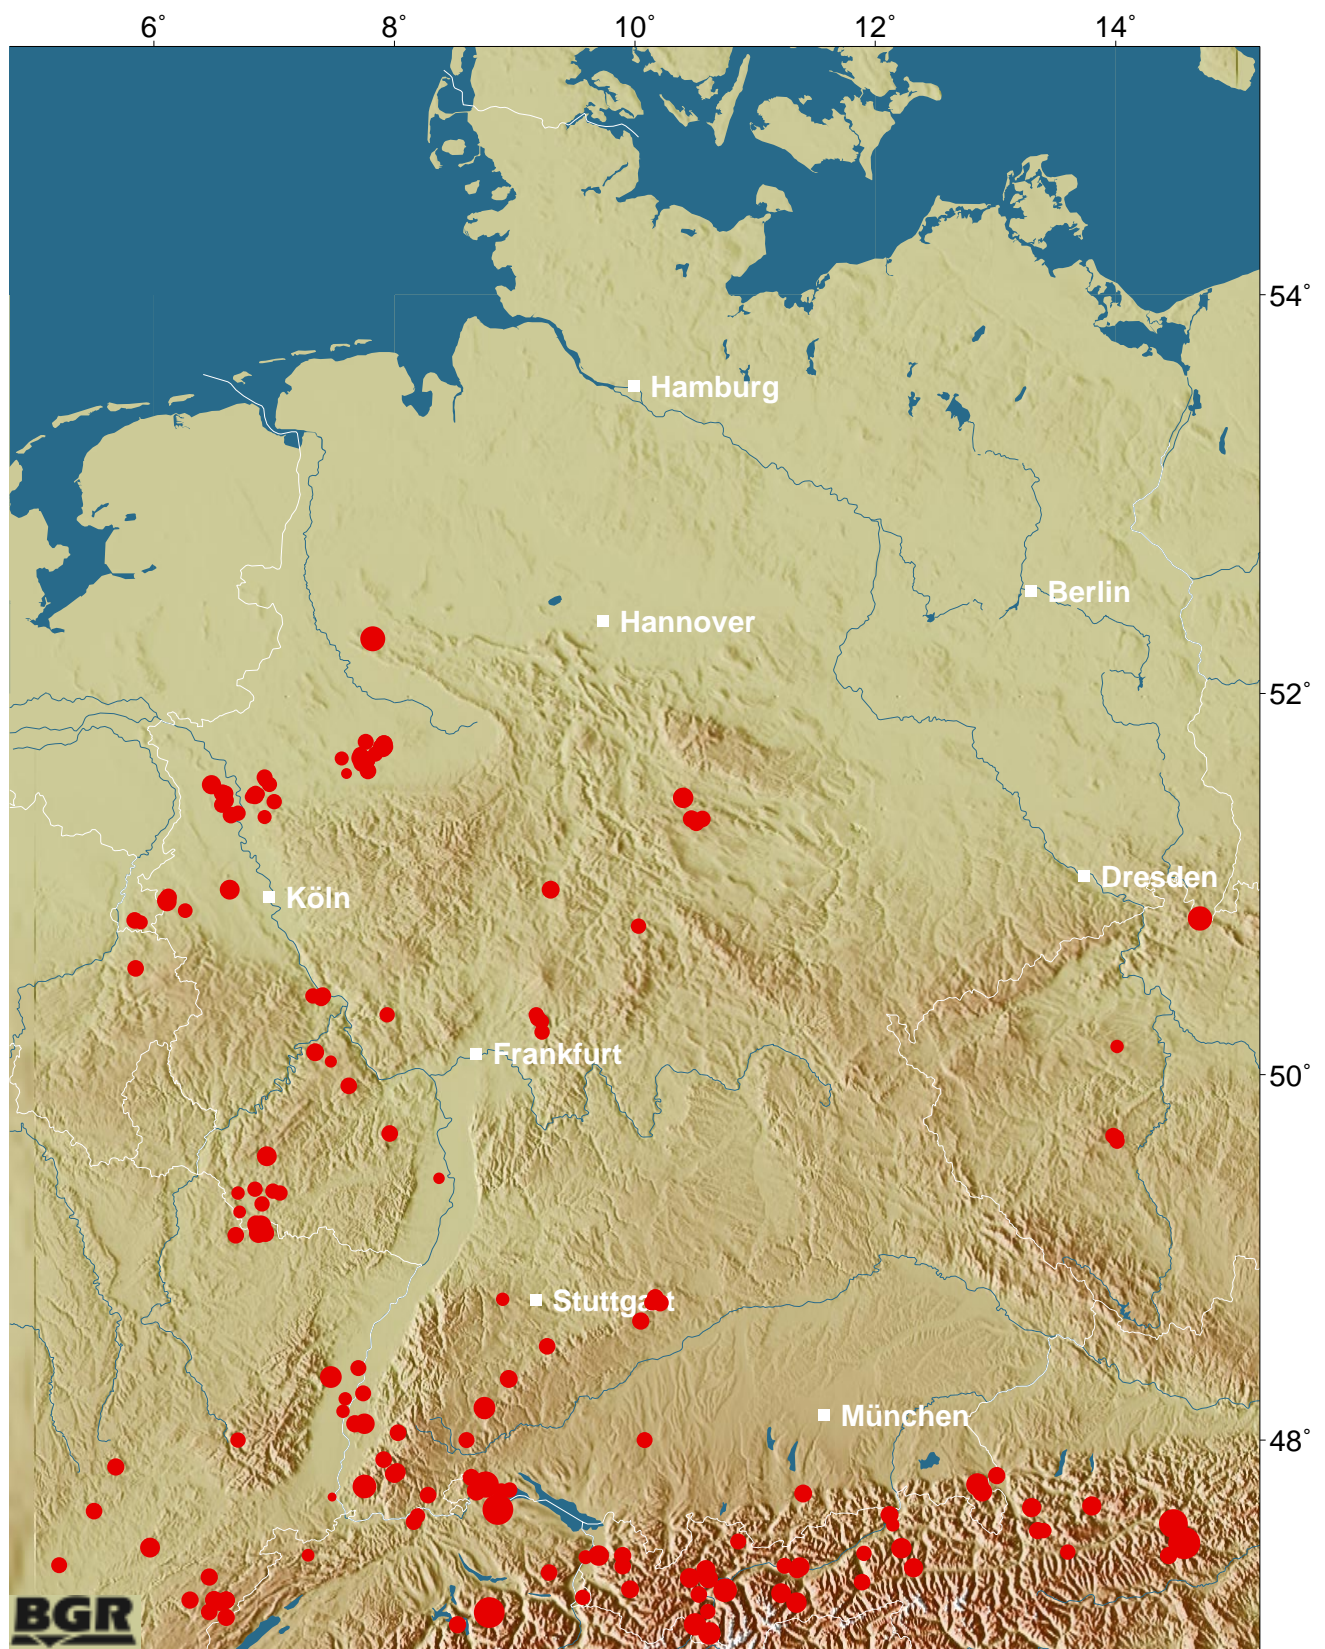 6° 8° 10° 12° 14°
54°
Hamburg
Berlin
Hannover
52°
Dresden
Köln
Frankfurt
50°
Stuttgart
München
48°
BGR